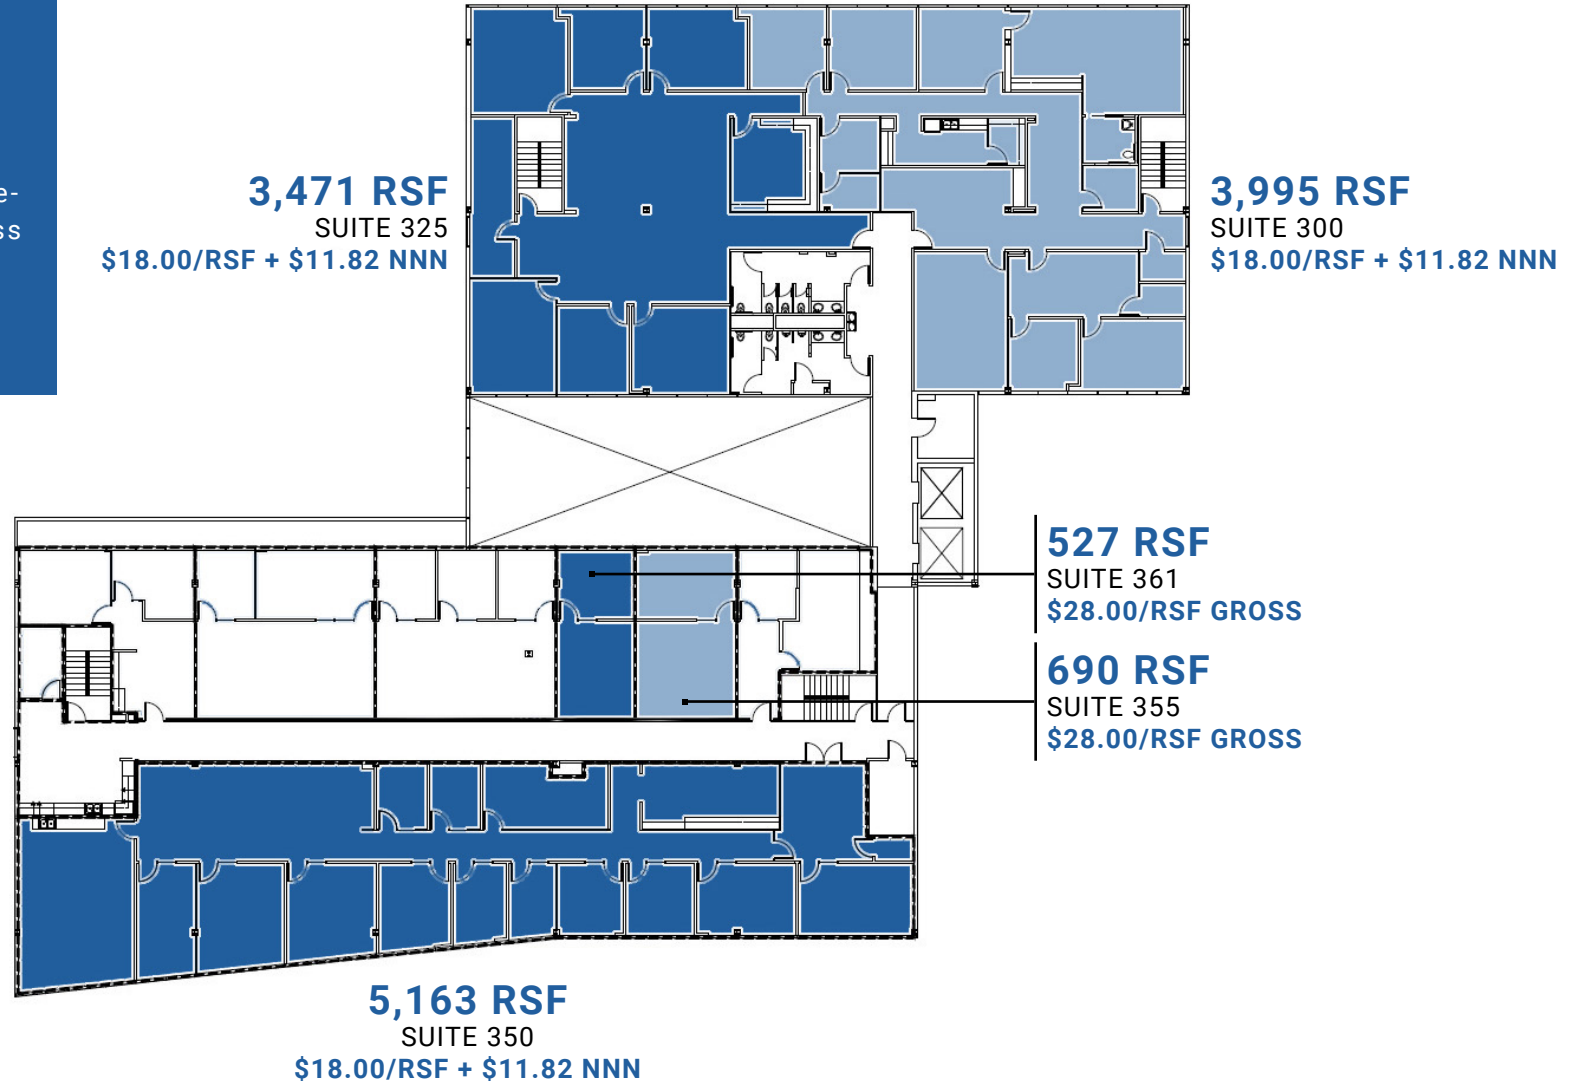 e-
ss
3,471 RSF
SUITE 325
$18.00/RSF + $11.82 NNN
3,995 RSF
SUITE 300
$18.00/RSF + $11.82 NNN
527 RSF
SUITE 361
$28.00/RSF GROSS
690 RSF
SUITE 355
$28.00/RSF GROSS
5,163 RSF
SUITE 350
$18.00/RSF + $11.82 NNN